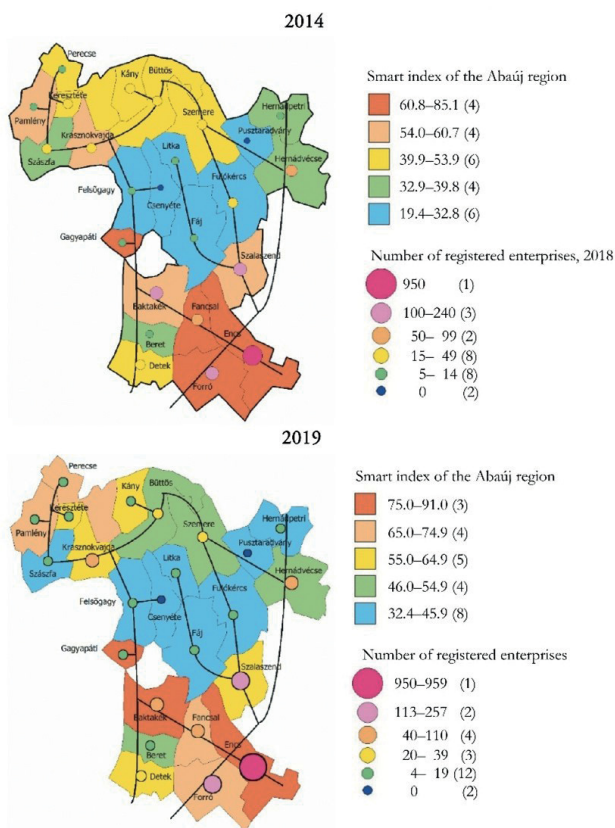 2014
Perecse
Kány
Büttös
Keresztéte
Pamlény
Krasznokvajda
Szászfa
Szemere
Hernádpetri
Pusztaradvány
Hernádvécse
Litka
Fulókércs
Felsőgagy
Csenyéte
Fáj
Gagyapáti
Szalaszend
Baktakék
Fancsal
Encs
Beret
Detek
Forró
Smart index of the Abaúj region
60.8–85.1 (4)
54.0–60.7 (4)
39.9–53.9 (6)
32.9–39.8 (4)
19.4–32.8 (6)
Number of registered enterprises, 2018
950 (1)
100–240 (3)
50– 99 (2)
15– 49 (8)
5– 14 (8)
0 (2)
2019
Perecse
Kány
Büttös
Keresztéte
Pamlény
Krasznokvajda
Szászfa
Szemere
Hernádpetri
Pusztaradvány
Hernádvécse
Litka
Fulókércs
Felsőgagy
Csenyéte
Fáj
Gagyapáti
Szalaszend
Baktakék
Fancsal
Encs
Beret
Detek
Forró
Smart index of the Abaúj region
75.0–91.0 (3)
65.0–74.9 (5)
55.0–64.9 (5)
46.0–54.9 (4)
32.4–45.9 (8)
Number of registered enterprises
950–959 (1)
113–257 (2)
40–110 (4)
20– 39 (3)
4– 19 (12)
0 (2)